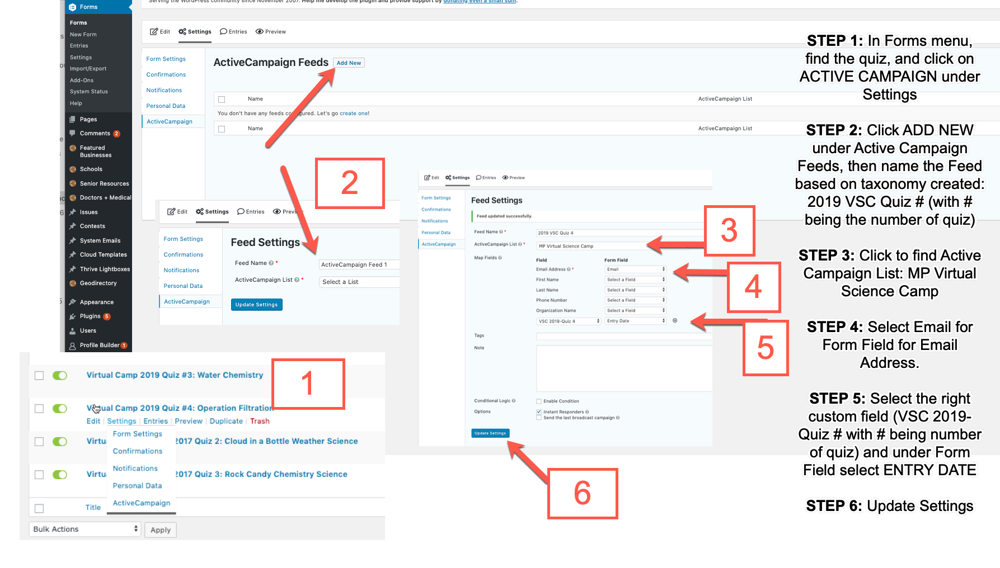 Serving the WordPress community since November 2007. Help me develop the plugin and provide support by donating even a small sum.
Forms
Forms
New Form
Entries
Settings
Import/Export
Add-Ons
System Status
Help
Pages
Comments 2
Featured
Businesses
Schools
Senior Resources
Doctors + Medical
Issues
Contests
System Emails
Cloud Templates
Thrive Lightboxes
Geodirectory
Appearance
Plugins 5
Users
Profile Builder 1
Edit Settings Entries Preview
Form Settings
Confirmations
Notifications
Personal Data
ActiveCampaign
ActiveCampaign Feeds Add New
Name ActiveCampaign List
You don't have any feeds configured. Let's go create one!
Name ActiveCampaign List
2
Edit Settings Entries
Form Settings
Confirmations
Notifications
Personal Data
ActiveCampaign
Feed Settings
Feed Name * ActiveCampaign Feed 1
ActiveCampaign List * Select a List
Update Settings
Edit Settings Entries Preview
Form Settings
Confirmations
Notifications
Personal Data
ActiveCampaign
Feed Settings
Feed updated successfully.
Feed Name * 2019 VSC Quiz 4
ActiveCampaign List * MP Virtual Science Camp
Map Fields
Field Form Field
Email Address * Email
First Name Select a Field
Last Name Select a Field
Phone Number Select a Field
Organization Name Select a Field
VSC 2019-Quiz 4 Entry Date
Tags
Note
Conditional Logic Enable Condition
Options Instant Responders
Send the last broadcast campaign
Update Settings
3
4
5
6
1
Virtual Camp 2019 Quiz #3: Water Chemistry
Virtual Camp 2019 Quiz #4: Operation Filtration
Edit | Settings | Entries | Preview | Duplicate | Trash
Form Settings
Confirmations
Notifications
Personal Data
ActiveCampaign
Virtu 2017 Quiz 2: Cloud in a Bottle Weather Science
Virtu 2017 Quiz 3: Rock Candy Chemistry Science
Title
Bulk Actions Apply
STEP 1: In Forms menu,
find the quiz, and click on
ACTIVE CAMPAIGN under
Settings
STEP 2: Click ADD NEW
under Active Campaign
Feeds, then name the Feed
based on taxonomy created:
2019 VSC Quiz # (with #
being the number of quiz)
STEP 3: Click to find Active
Campaign List: MP Virtual
Science Camp
STEP 4: Select Email for
Form Field for Email
Address.
STEP 5: Select the right
custom field (VSC 2019-
Quiz # with # being number
of quiz) and under Form
Field select ENTRY DATE
STEP 6: Update Settings